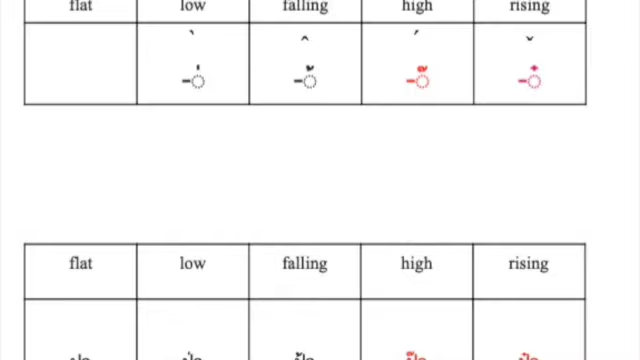 flat low falling high rising
ˋ ˆ ˊ ˇ
-◌่ -◌้ -◌๊ -◌๋
flat low falling high rising